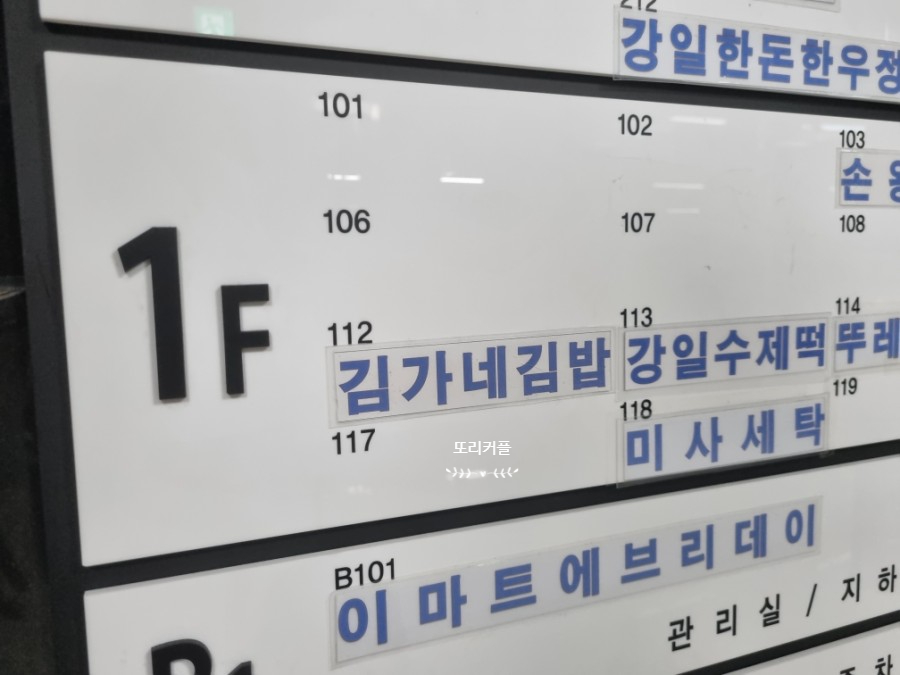 212
강일한돈한우정
101
102
103
손
106
107
108
1F
112
김가네김밥
113
강일수제떡
114
뚜레
117
118
미사세탁
119
또리커플
B101
이마트에브리데이
관리실 / 지하